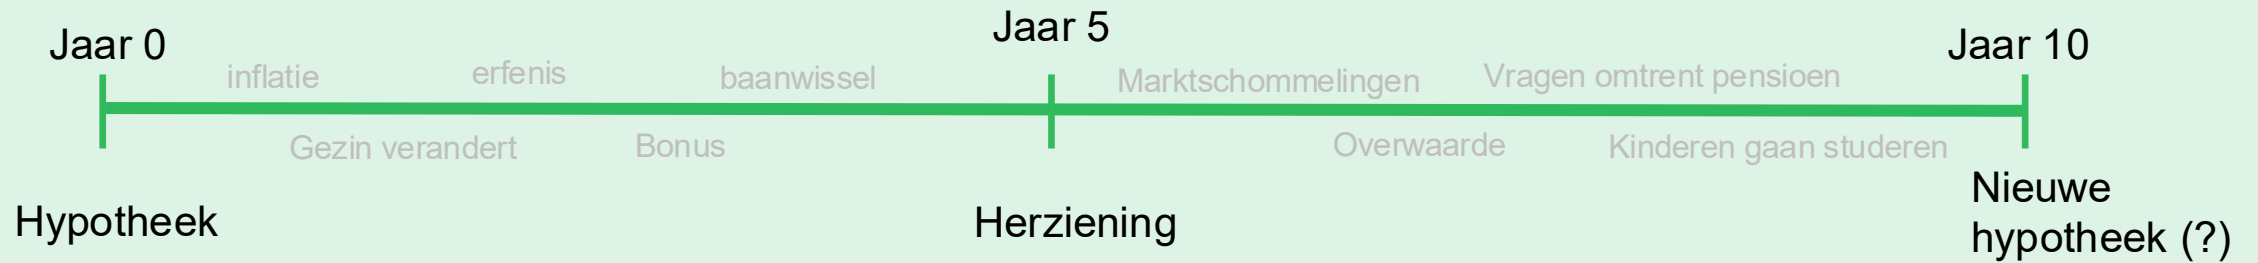 Jaar 0
Jaar 5
Jaar 10
inflatie
erfenis
baanwissel
Marktschommelingen
Vragen omtrent pensioen
Gezin verandert
Bonus
Overwaarde
Kinderen gaan studeren
Hypotheek
Herziening
Nieuwe
hypotheek (?)